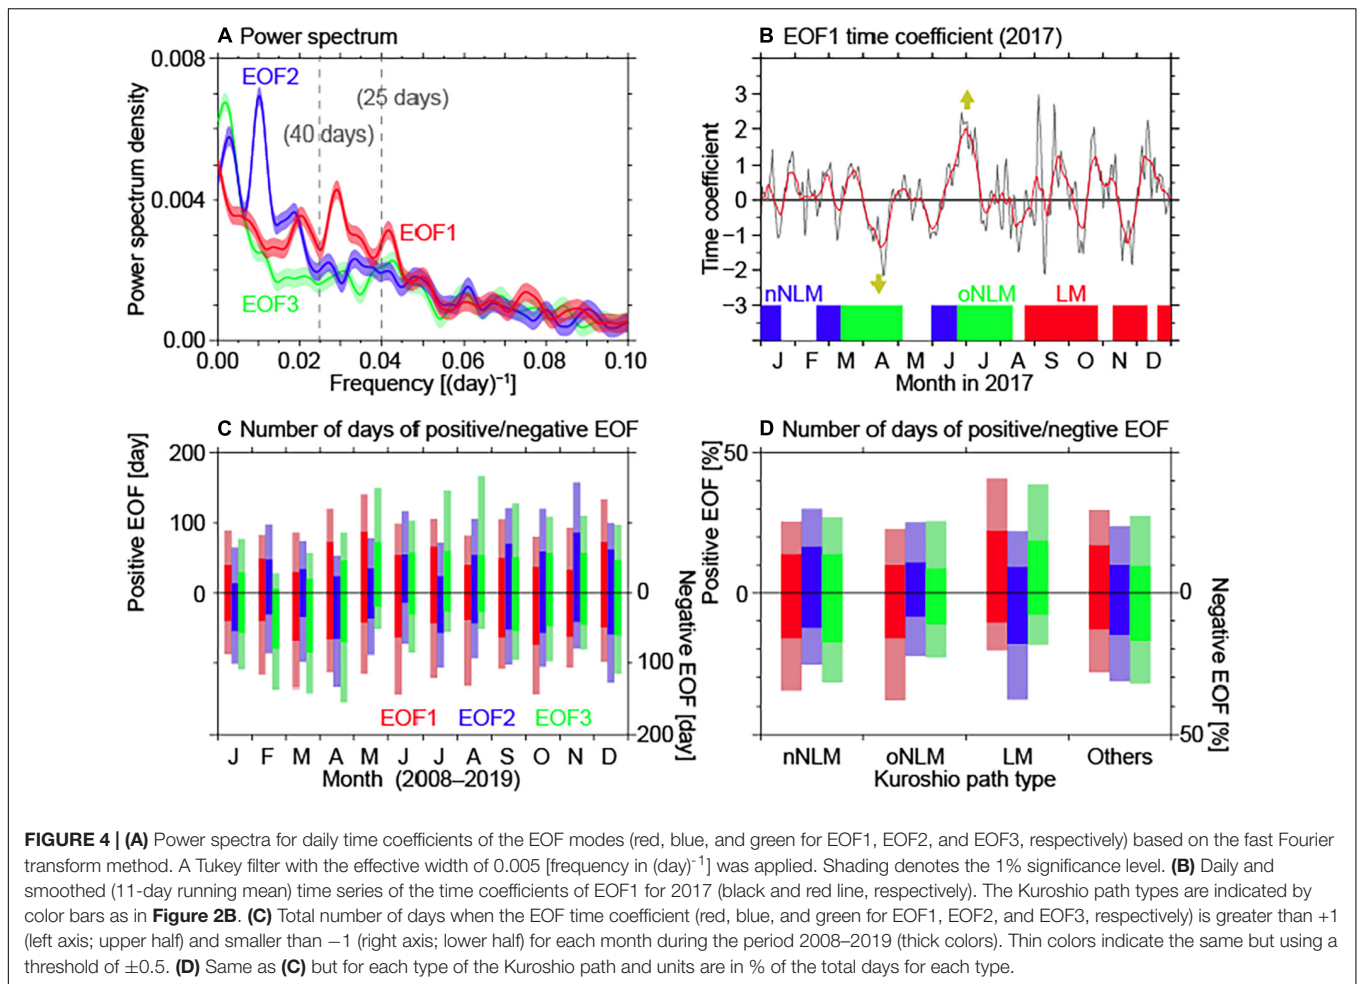 A Power spectrum
0.008
0.004
0.00
Power spectrum density
EOF2
(25 days)
(40 days)
EOF1
EOF3
0.00 0.02 0.04 0.06 0.08 0.10
Frequency [(day)⁻¹]
B EOF1 time coefficient (2017)
3
2
1
0
−1
−2
−3
Time coefficient
nNLM oNLM LM
J F M A M J J A S O N D
Month in 2017
C Number of days of positive/negative EOF
200
100
0
Positive EOF [day]
0
100
200
Negative EOF [day]
EOF1 EOF2 EOF3
J F M A M J J A S O N D
Month (2008–2019)
D Number of days of positive/negtive EOF
50
0
Positive EOF [%]
0
50
Negative EOF [%]
nNLM oNLM LM Others
Kuroshio path type
FIGURE 4 | (A) Power spectra for daily time coefficients of the EOF modes (red, blue, and green for EOF1, EOF2, and EOF3, respectively) based on the fast Fourier
transform method. A Tukey filter with the effective width of 0.005 [frequency in (day)⁻¹] was applied. Shading denotes the 1% significance level. (B) Daily and
smoothed (11-day running mean) time series of the time coefficients of EOF1 for 2017 (black and red line, respectively). The Kuroshio path types are indicated by
color bars as in Figure 2B. (C) Total number of days when the EOF time coefficient (red, blue, and green for EOF1, EOF2, and EOF3, respectively) is greater than +1
(left axis; upper half) and smaller than −1 (right axis; lower half) for each month during the period 2008–2019 (thick colors). Thin colors indicate the same but using a
threshold of ±0.5. (D) Same as (C) but for each type of the Kuroshio path and units are in % of the total days for each type.